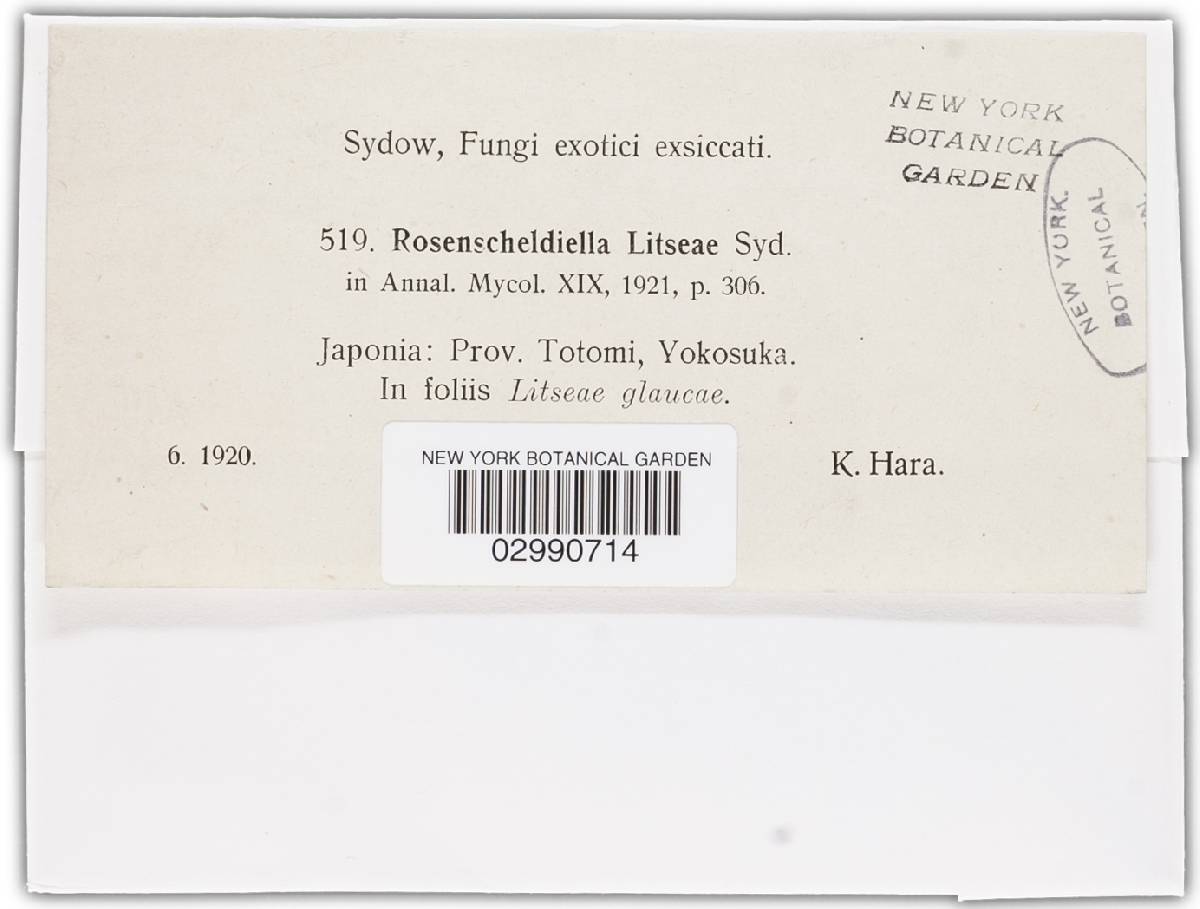 NEW YORK
BOTANICAL
GARDEN
NEW YORK.
BOTANICAL
Sydow, Fungi exotici exsiccati.
519. Rosenscheldiella Litseae Syd.
in Annal. Mycol. XIX, 1921, p. 306.
Japonia: Prov. Totomi, Yokosuka.
In foliis Litseae glaucae.
6. 1920.
K. Hara.
NEW YORK BOTANICAL GARDEN
02990714